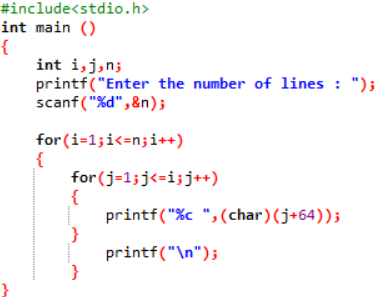 #include<stdio.h>
int main ()
{
    int i,j,n;
    printf("Enter the number of lines : ");
    scanf("%d",&n);

    for(i=1;i<=n;i++)
    {
        for(j=1;j<=i;j++)
        {
            printf("%c ",(char)(j+64));
        }
            printf("\n");
        }
}